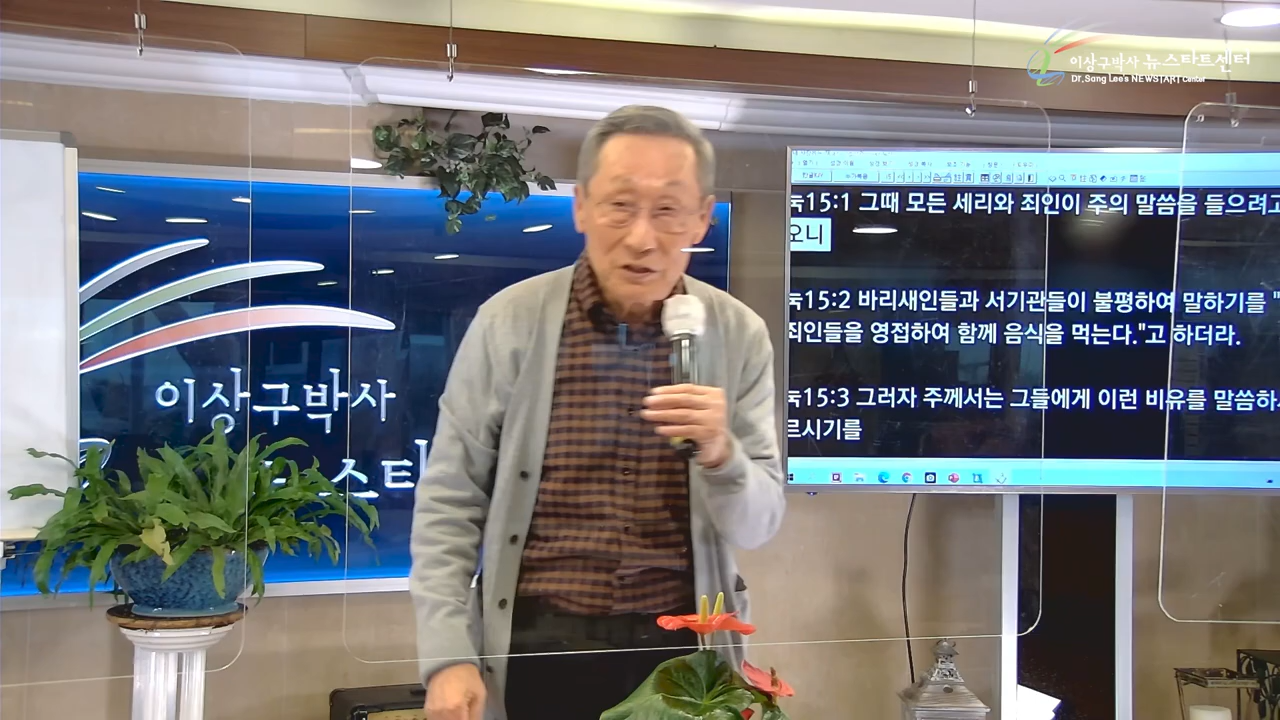 이상구박사 뉴스타트센터
Dr. Sang Lee's NEWSTART Center
눅15:1 그때 모든 세리와 죄인이 주의 말씀을 들으려고
오니
눅15:2 바리새인들과 서기관들이 불평하여 말하기를 "
죄인들을 영접하여 함께 음식을 먹는다."고 하더라.
눅15:3 그러자 주께서는 그들에게 이런 비유를 말씀하
르시기를
이상구박사
스타